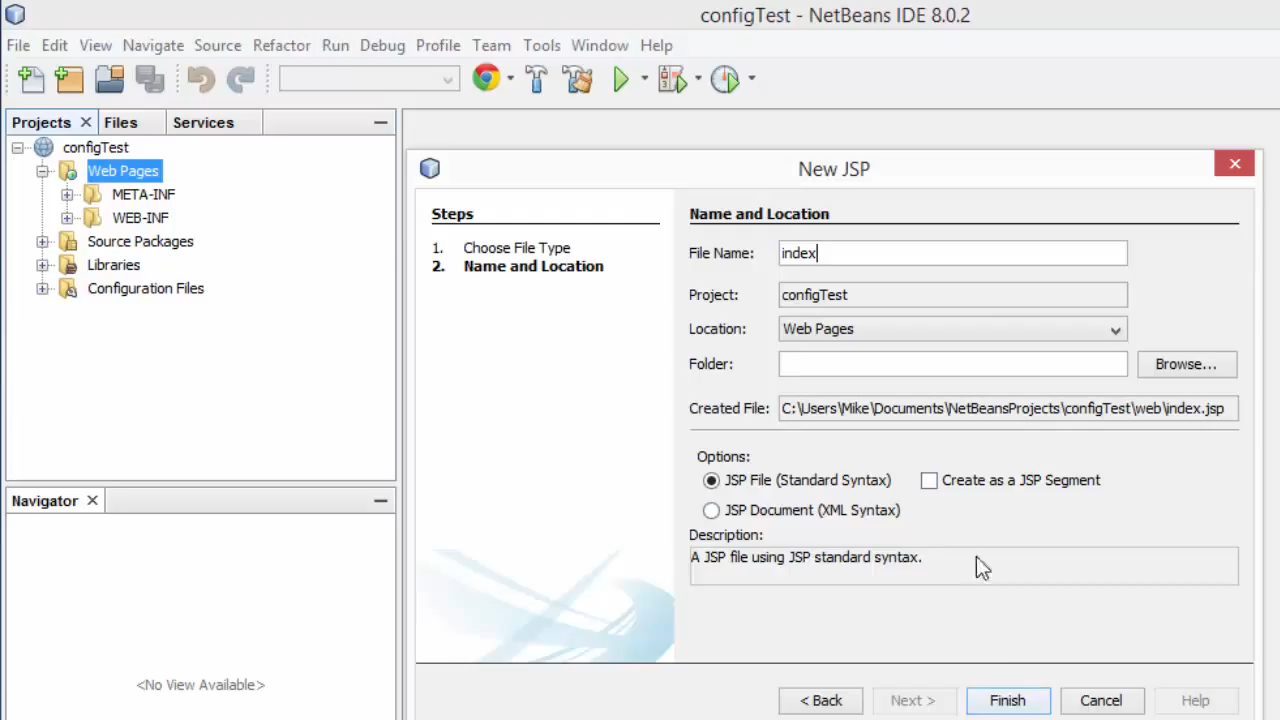 configTest - NetBeans IDE 8.0.2
File Edit View Navigate Source Refactor Run Debug Profile Team Tools Window Help
Projects Files Services
configTest
Web Pages
META-INF
WEB-INF
Source Packages
Libraries
Configuration Files
Navigator
<No View Available>
New JSP
Steps
1. Choose File Type
2. Name and Location
Name and Location
File Name: index
Project: configTest
Location: Web Pages
Folder: Browse...
Created File: C:\Users\Mike\Documents\NetBeansProjects\configTest\web\index.jsp
Options:
JSP File (Standard Syntax) Create as a JSP Segment
JSP Document (XML Syntax)
Description:
A JSP file using JSP standard syntax.
< Back Next > Finish Cancel Help